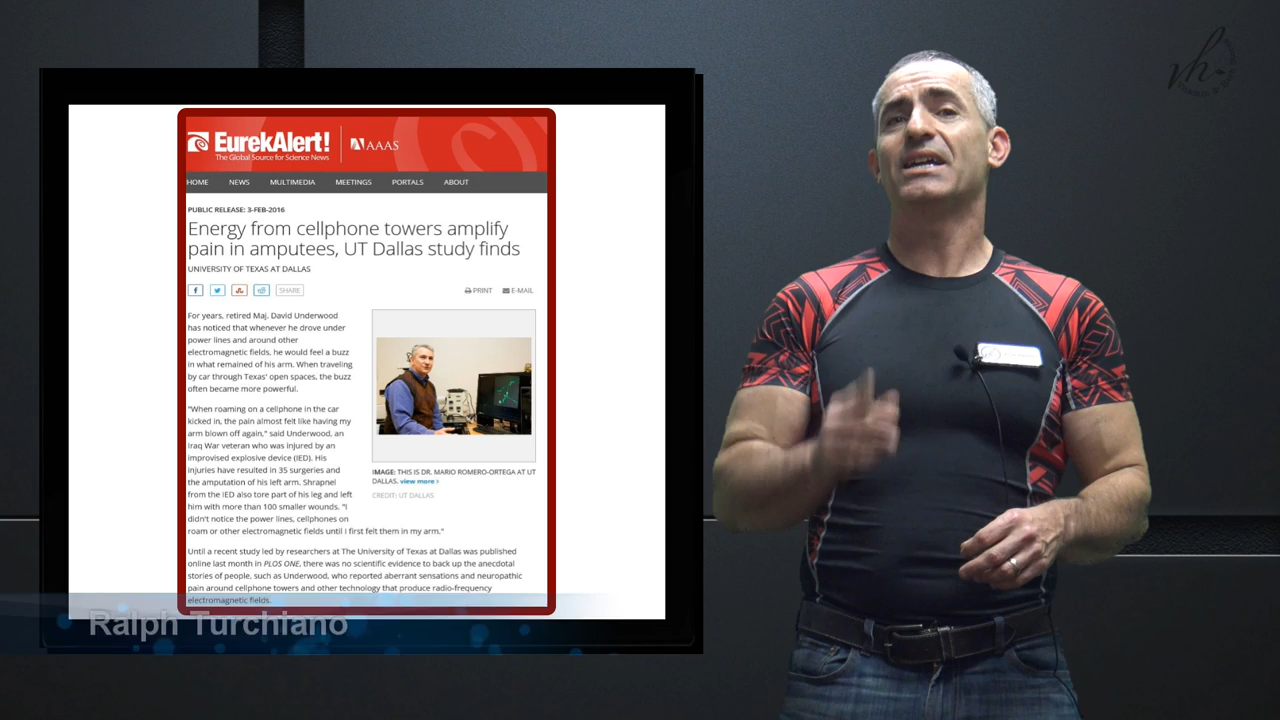 EurekAlert!
The Global Source for Science News
AAAS
HOME NEWS MULTIMEDIA MEETINGS PORTALS ABOUT
PUBLIC RELEASE: 3-FEB-2016
Energy from cellphone towers amplify
pain in amputees, UT Dallas study finds
UNIVERSITY OF TEXAS AT DALLAS
SHARE
PRINT E-MAIL
For years, retired Maj. David Underwood
has noticed that whenever he drove under
power lines and around other
electromagnetic fields, he would feel a buzz
in what remained of his arm. When traveling
by car through Texas' open spaces, the buzz
often became more powerful.
"When roaming on a cellphone in the car
kicked in, the pain almost felt like having my
arm blown off again," said Underwood, an
Iraq War veteran who was injured by an
improvised explosive device (IED). His
injuries have resulted in 35 surgeries and
the amputation of his left arm. Shrapnel
from the IED also tore part of his leg and left
him with more than 100 smaller wounds. "I
didn't notice the power lines, cellphones on
roam or other electromagnetic fields until I first felt them in my arm."
IMAGE: THIS IS DR. MARIO ROMERO-ORTEGA AT UT
DALLAS. view more >
CREDIT: UT DALLAS
Until a recent study led by researchers at The University of Texas at Dallas was published
online last month in PLOS ONE, there was no scientific evidence to back up the anecdotal
stories of people, such as Underwood, who reported aberrant sensations and neuropathic
pain around cellphone towers and other technology that produce radio-frequency
electromagnetic fields.
Ralph Turchiano
vh